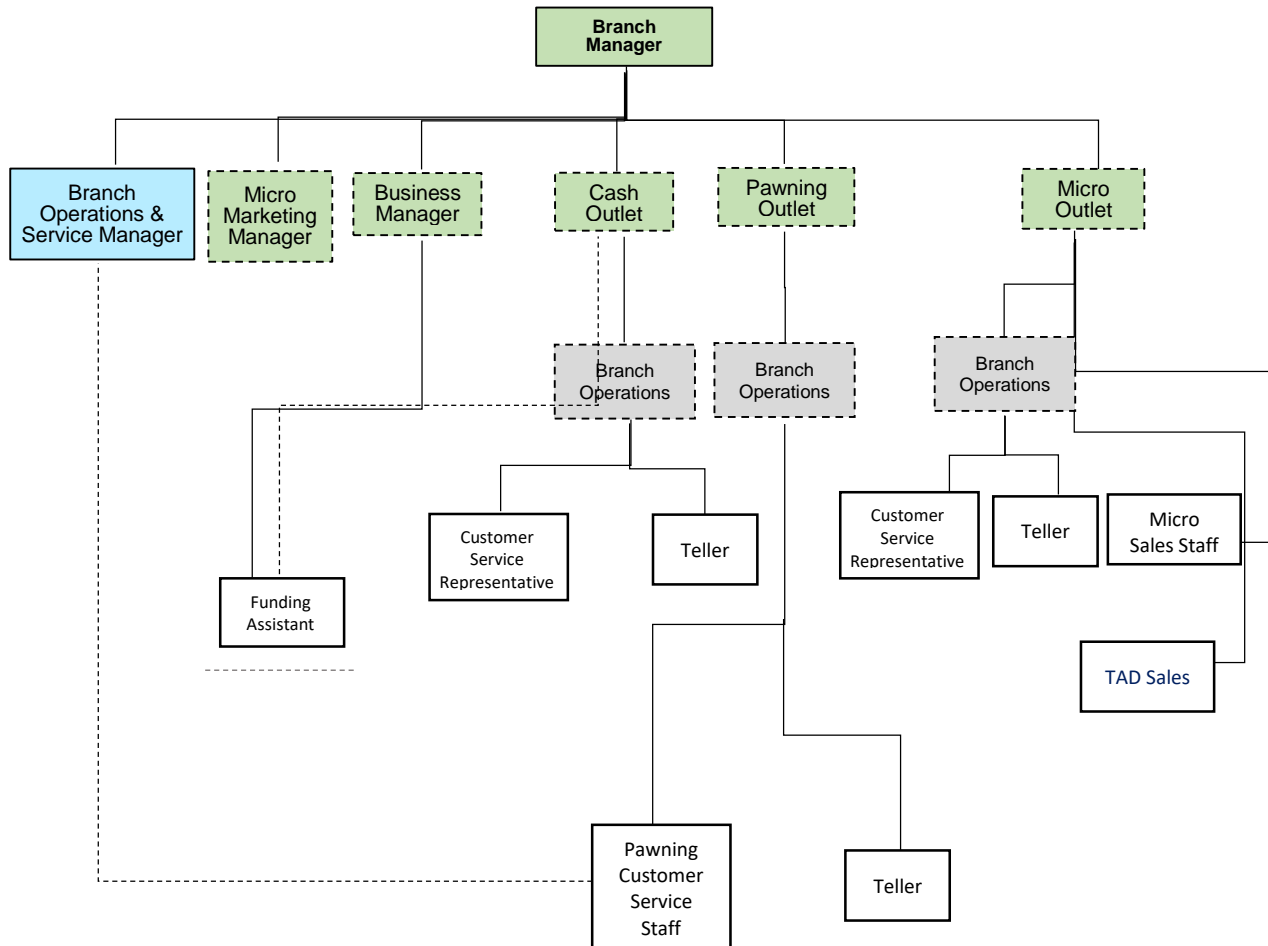 Branch
Manager
Branch
Operations &
Service Manager
Micro
Marketing
Manager
Business
Manager
Cash
Outlet
Pawning
Outlet
Micro
Outlet
Branch
Operations
Branch
Operations
Branch
Operations
Customer
Service
Representative
Teller
Customer
Service
Representative
Teller
Micro
Sales Staff
Funding
Assistant
TAD Sales
Pawning
Customer
Service
Staff
Teller